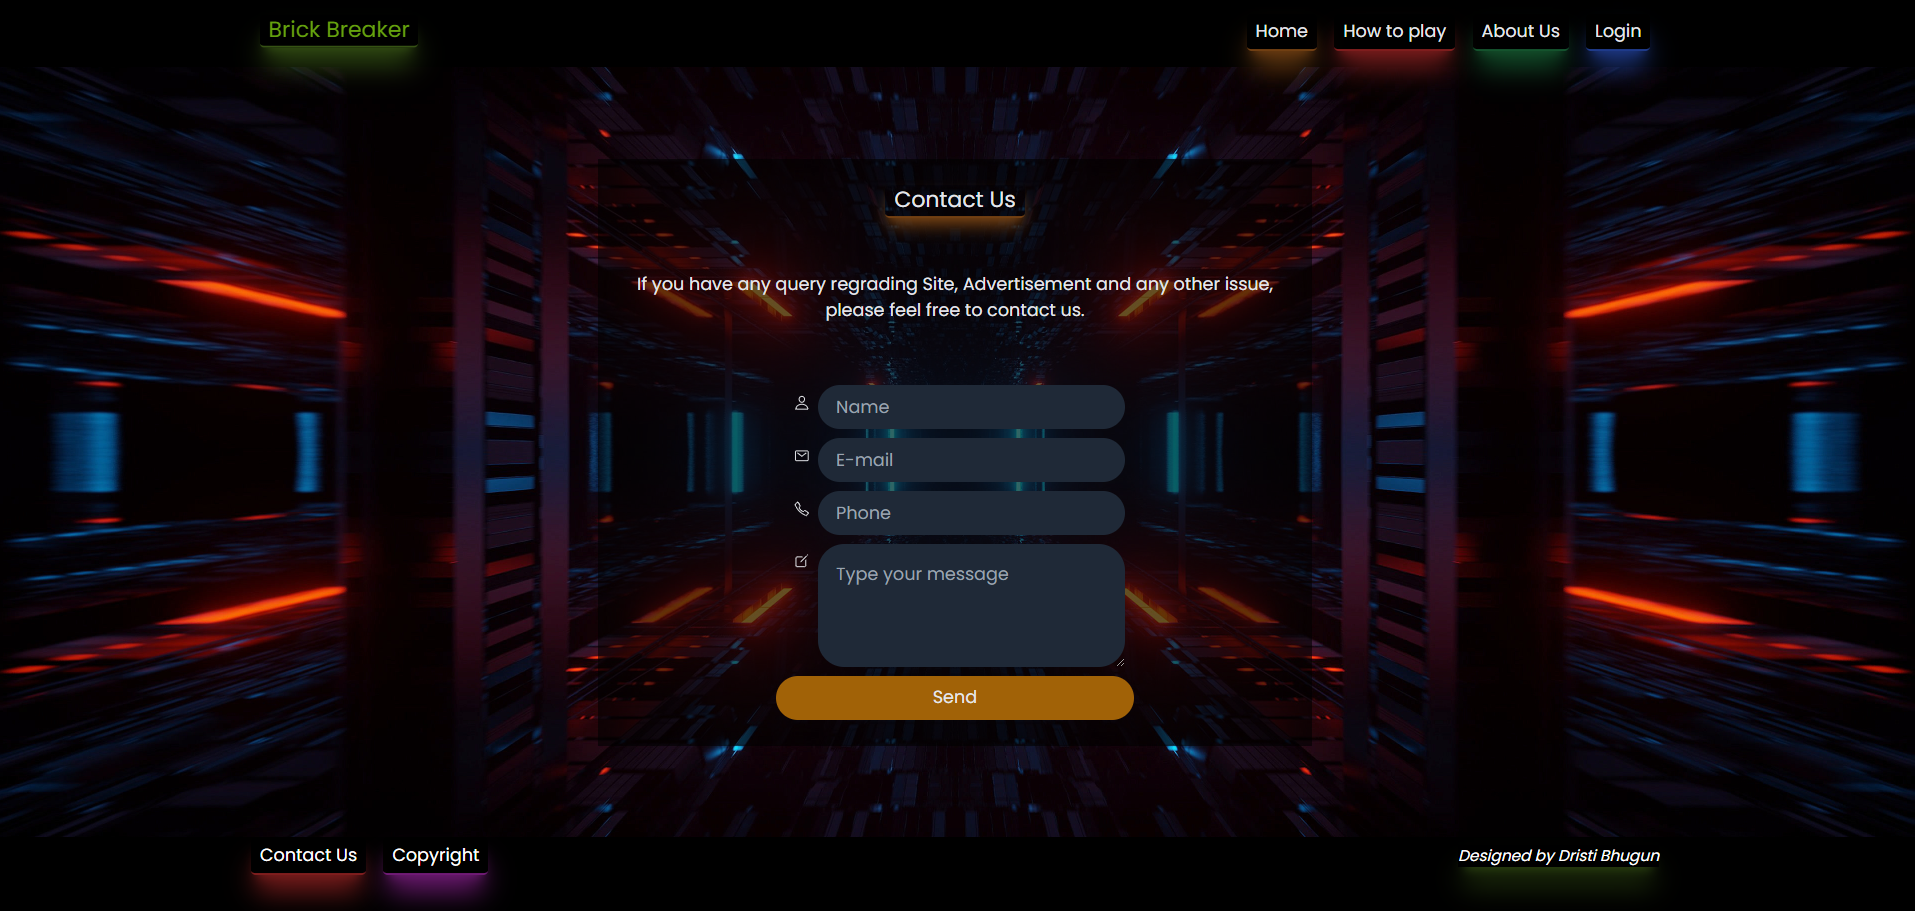 Brick Breaker
Home
How to play
About Us
Login
Contact Us
If you have any query regrading Site, Advertisement and any other issue,
please feel free to contact us.
Name
E-mail
Phone
Type your message
Send
Contact Us
Copyright
Designed by Dristi Bhugun